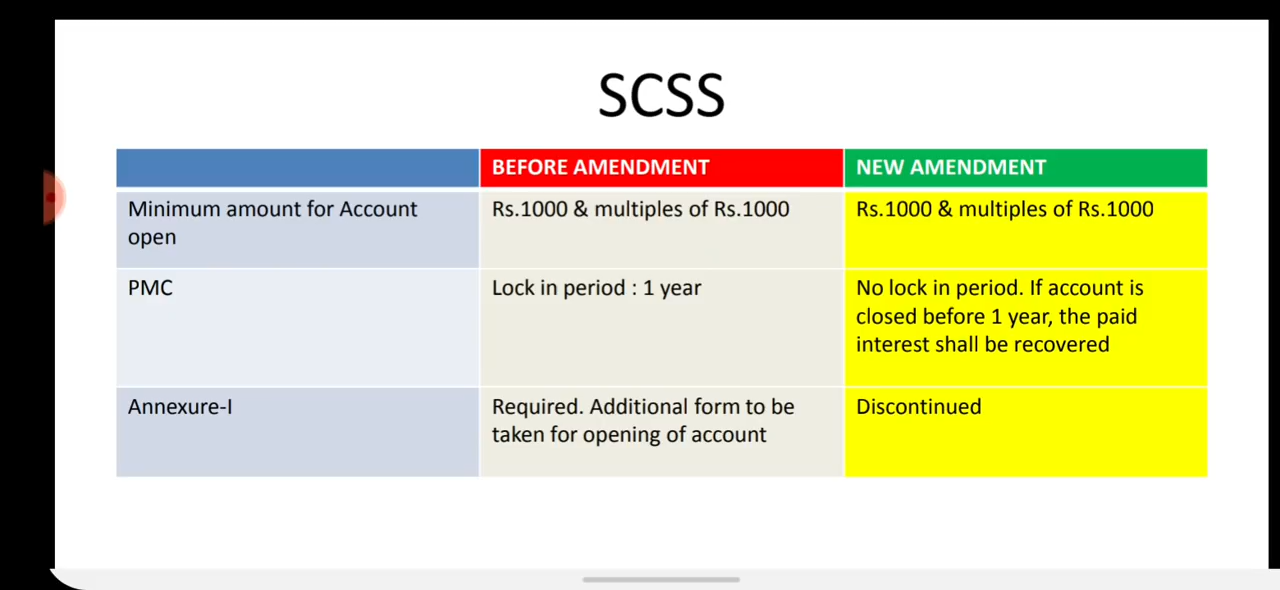 SCSS
BEFORE AMENDMENT
NEW AMENDMENT
Minimum amount for Account
open
Rs.1000 & multiples of Rs.1000
Rs.1000 & multiples of Rs.1000
PMC
Lock in period : 1 year
No lock in period. If account is
closed before 1 year, the paid
interest shall be recovered
Annexure-I
Required. Additional form to be
taken for opening of account
Discontinued